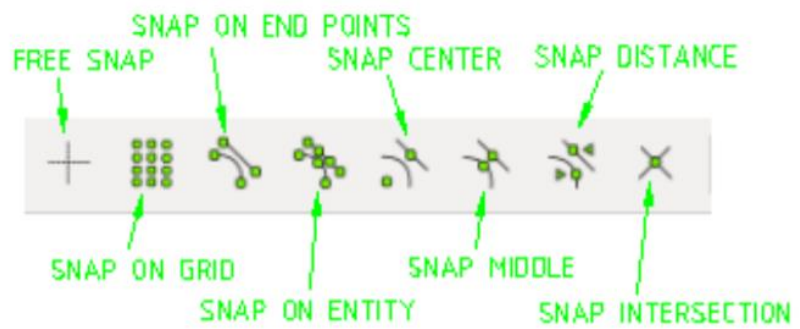 SNAP ON END POINTS
FREE SNAP
SNAP CENTER
SNAP DISTANCE
SNAP ON GRID
SNAP MIDDLE
SNAP ON ENTITY
SNAP INTERSECTION